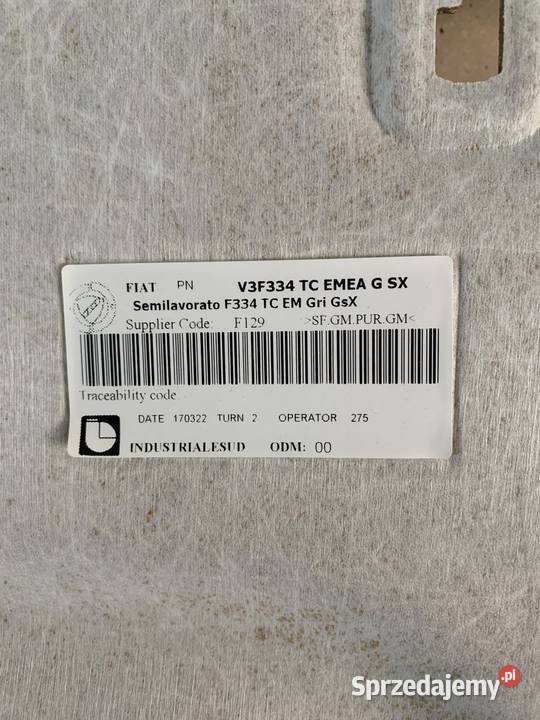 FIAT PN V3F334 TC EMEA G SX
Semilavorato F334 TC EM Gri GsX
Supplier Code: F129 >SF.GM.PUR.GM<
Traceability code
DATE 170322 TURN 2 OPERATOR 275
INDUSTRIALESUD ODM: 00
Sprzedajemy.pl